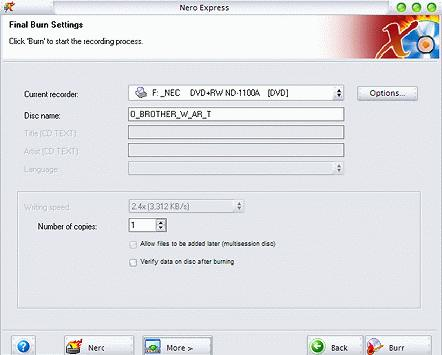 Nero Express
Final Burn Settings
Click 'Burn' to start the recording process.
Current recorder:
F: _NEC DVD+RW ND-1100A [DVD]
Options...
Disc name:
O_BROTHER_W_AR_T
Title (CD TEXT):
Artist (CD TEXT):
Language:
Writing speed:
2.4x (3,312 KB/s)
Number of copies:
1
Allow files to be added later (multisession disc)
Verify data on disc after burning
Nero
More >
Back
Burn